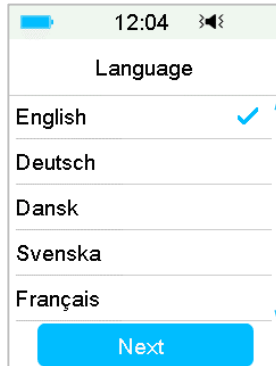 12:04
Language
English
Deutsch
Dansk
Svenska
Français
Next